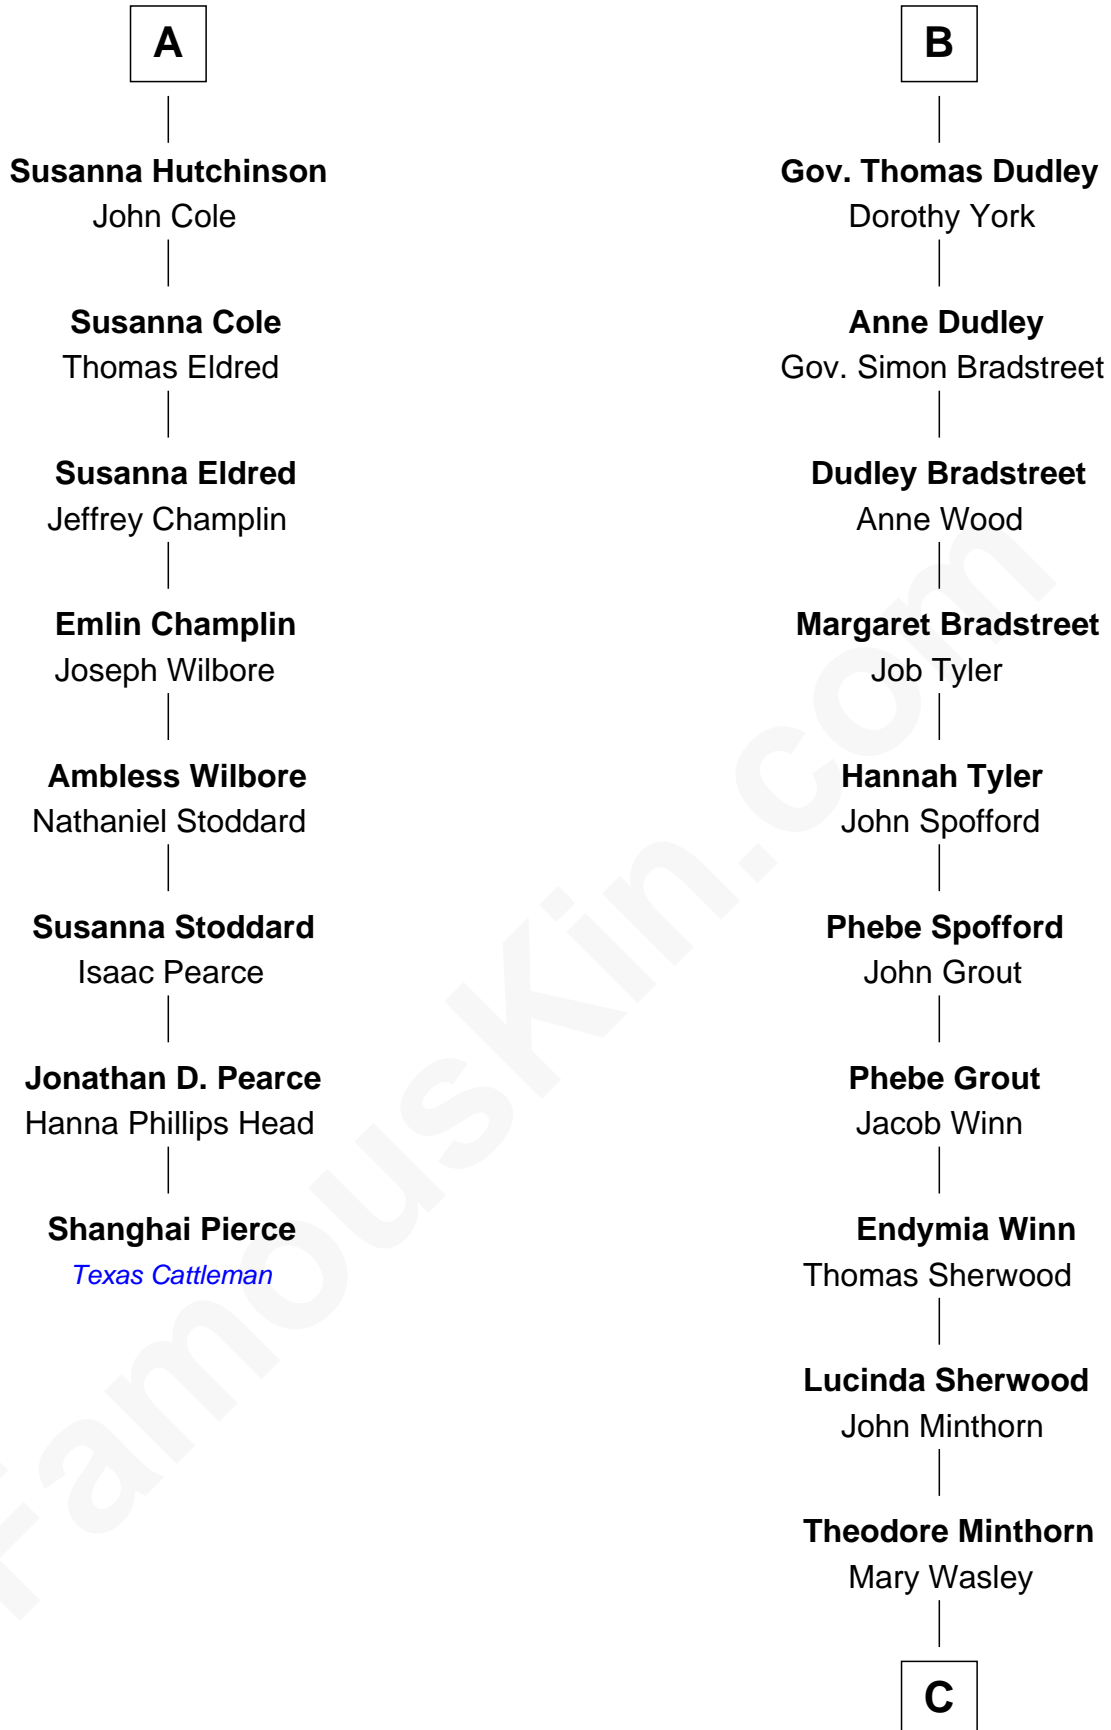 A
Susanna Hutchinson
John Cole
Susanna Cole
Thomas Eldred
Susanna Eldred
Jeffrey Champlin
Emlin Champlin
Joseph Wilbore
Ambless Wilbore
Nathaniel Stoddard
Susanna Stoddard
Isaac Pearce
Jonathan D. Pearce
Hanna Phillips Head
Shanghai Pierce
Texas Cattleman
B
Gov. Thomas Dudley
Dorothy York
Anne Dudley
Gov. Simon Bradstreet
Dudley Bradstreet
Anne Wood
Margaret Bradstreet
Job Tyler
Hannah Tyler
John Spofford
Phebe Spofford
John Grout
Phebe Grout
Jacob Winn
Endymia Winn
Thomas Sherwood
Lucinda Sherwood
John Minthorn
Theodore Minthorn
Mary Wasley
C
FamousKin.com